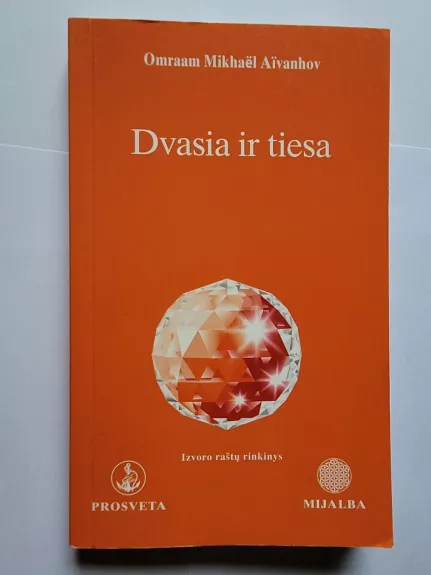 Omraam Mikhaël Aïvanhov
Dvasia ir tiesa
Izvoro raštų rinkinys
PROSVETA
MIJALBA